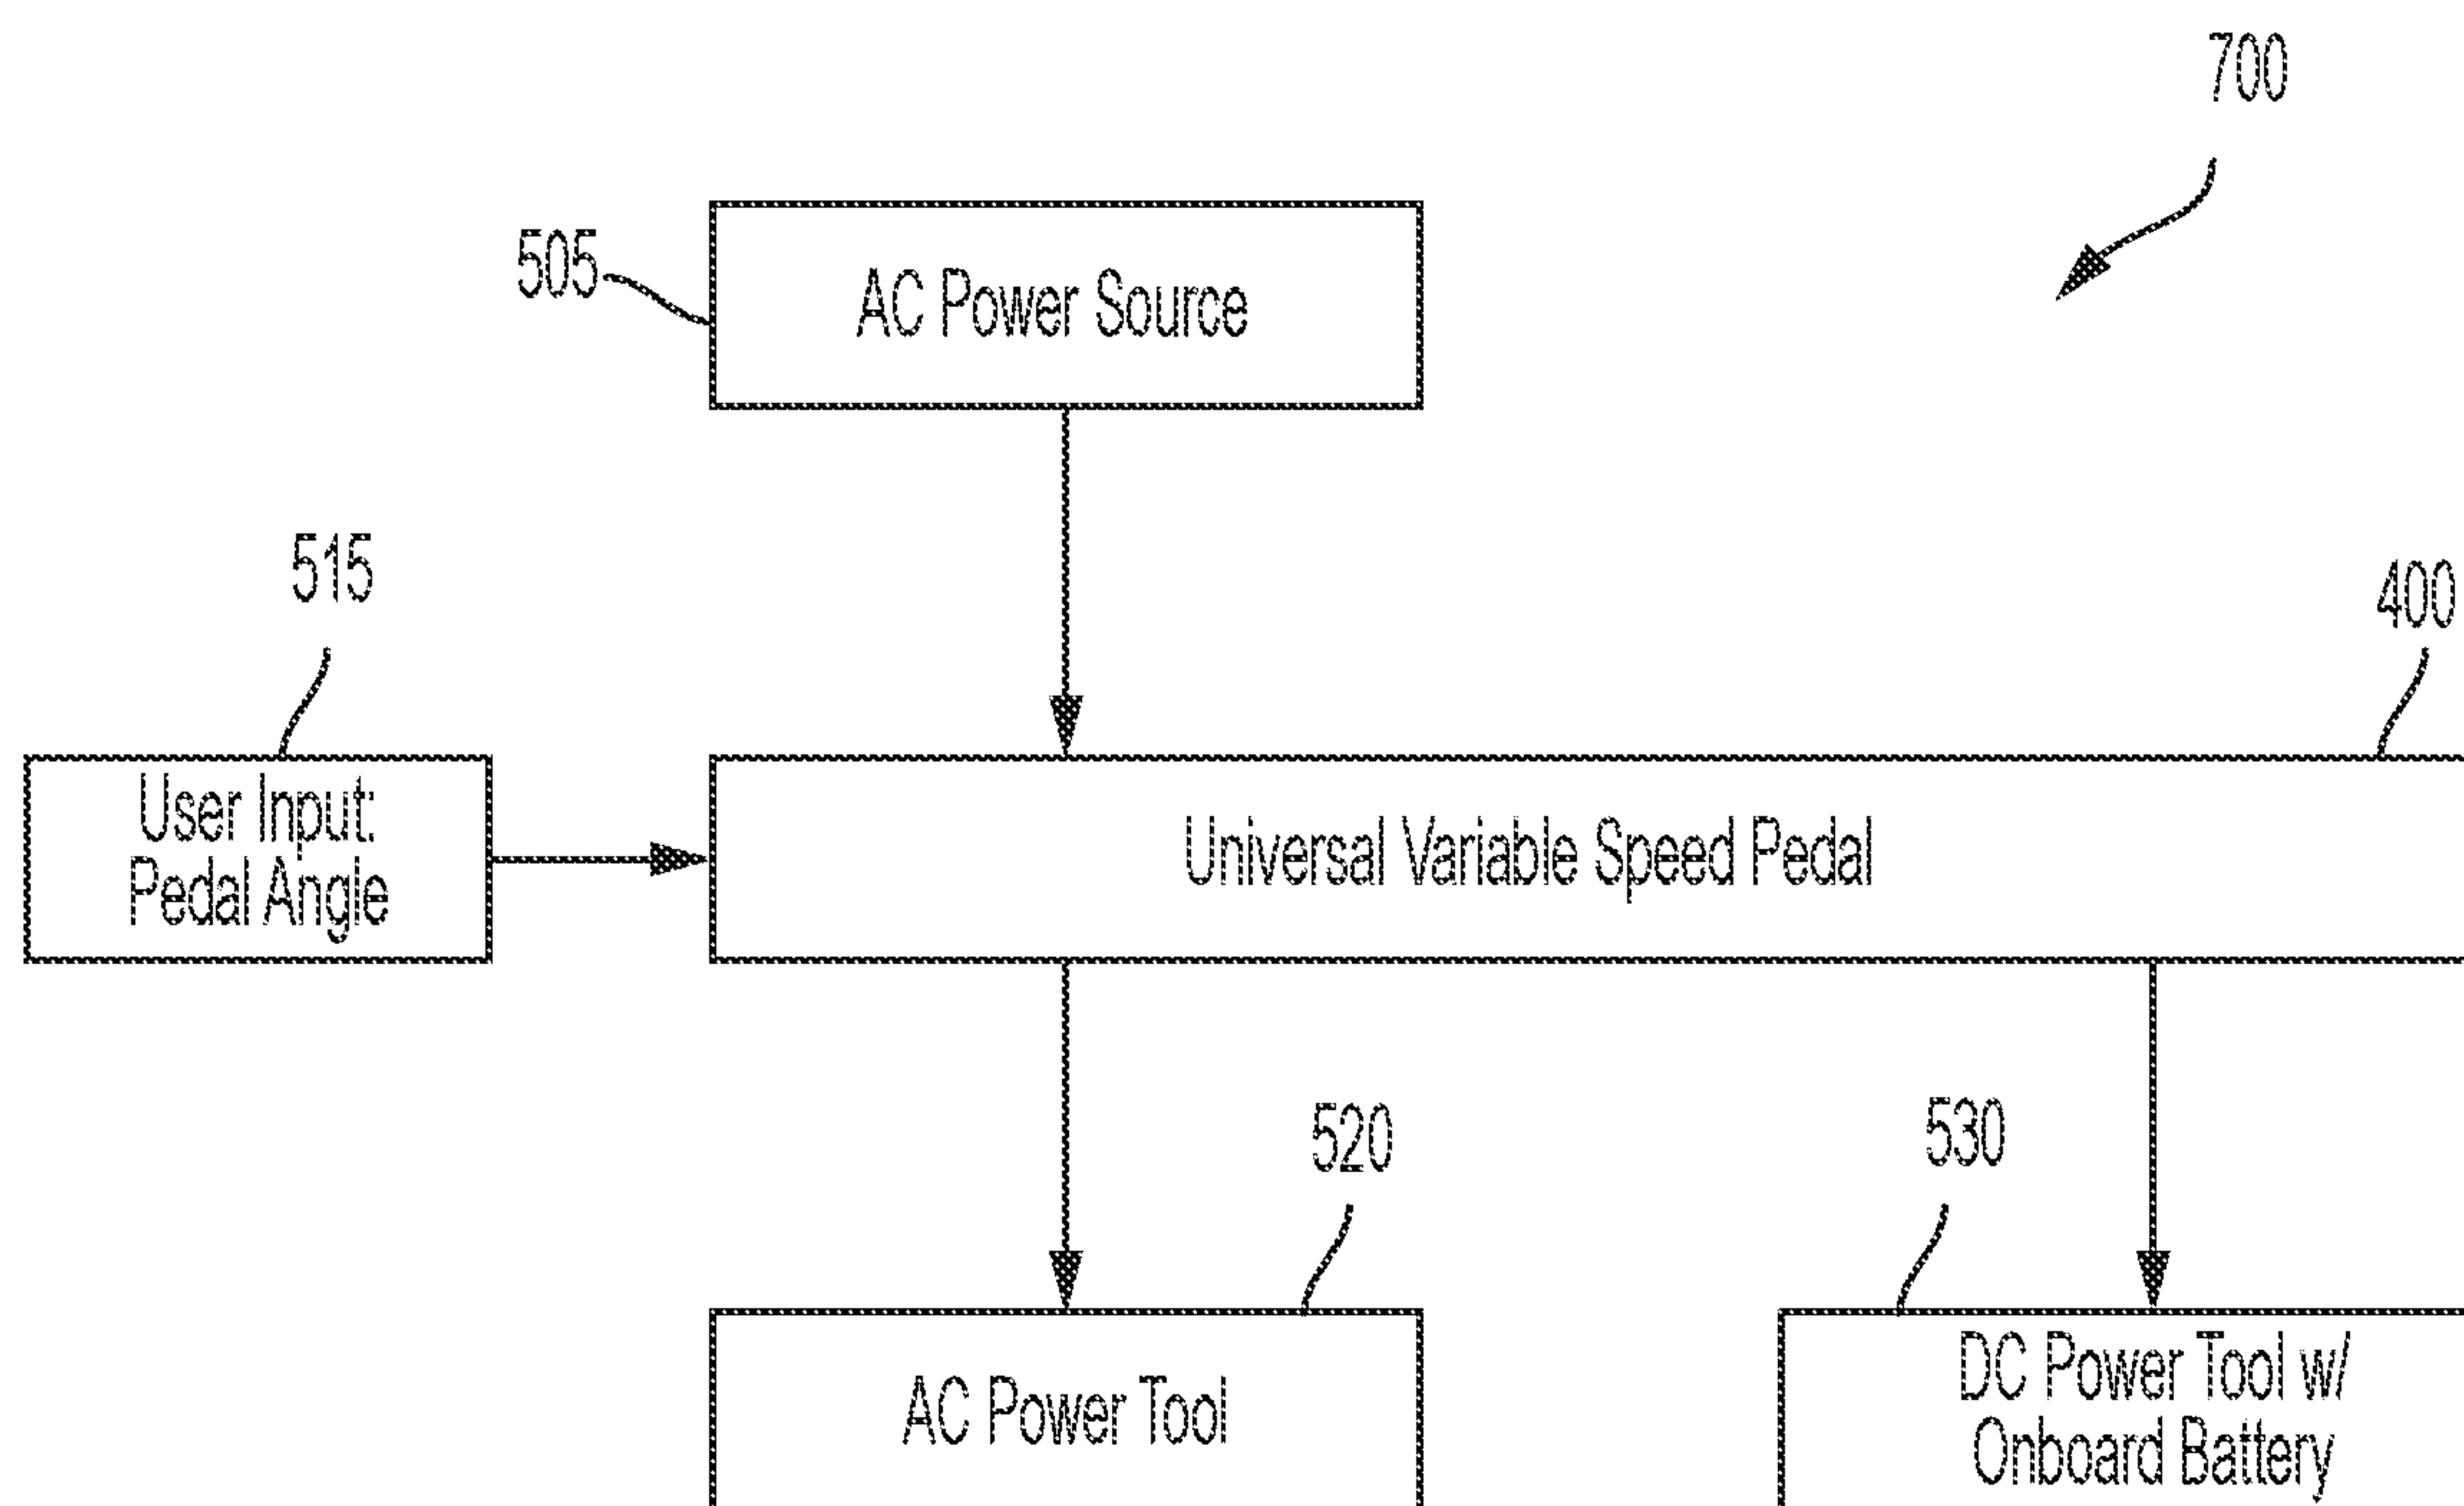 700
505
AC Power Source
515
400
User Input:
Pedal Angle
Universal Variable Speed Pedal
520
530
AC Power Tool
DC Power Tool w/
Onboard Battery